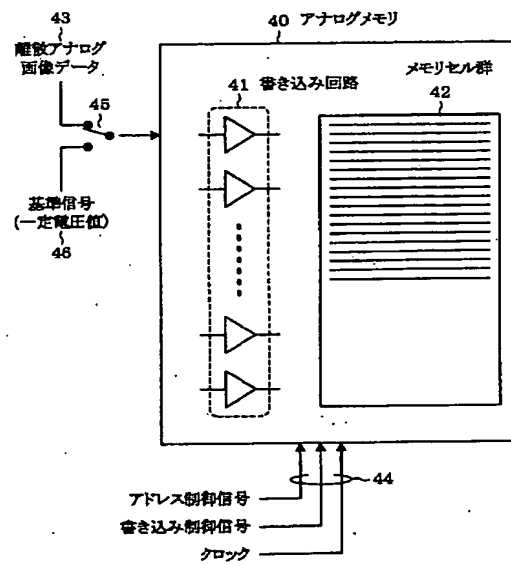 43
離散アナログ
画像データ
45
40 アナログメモリ
41 書き込み回路
メモリセル群
42
基準信号
(一定電圧値)
46
44
アドレス制御信号
書き込み制御信号
クロック